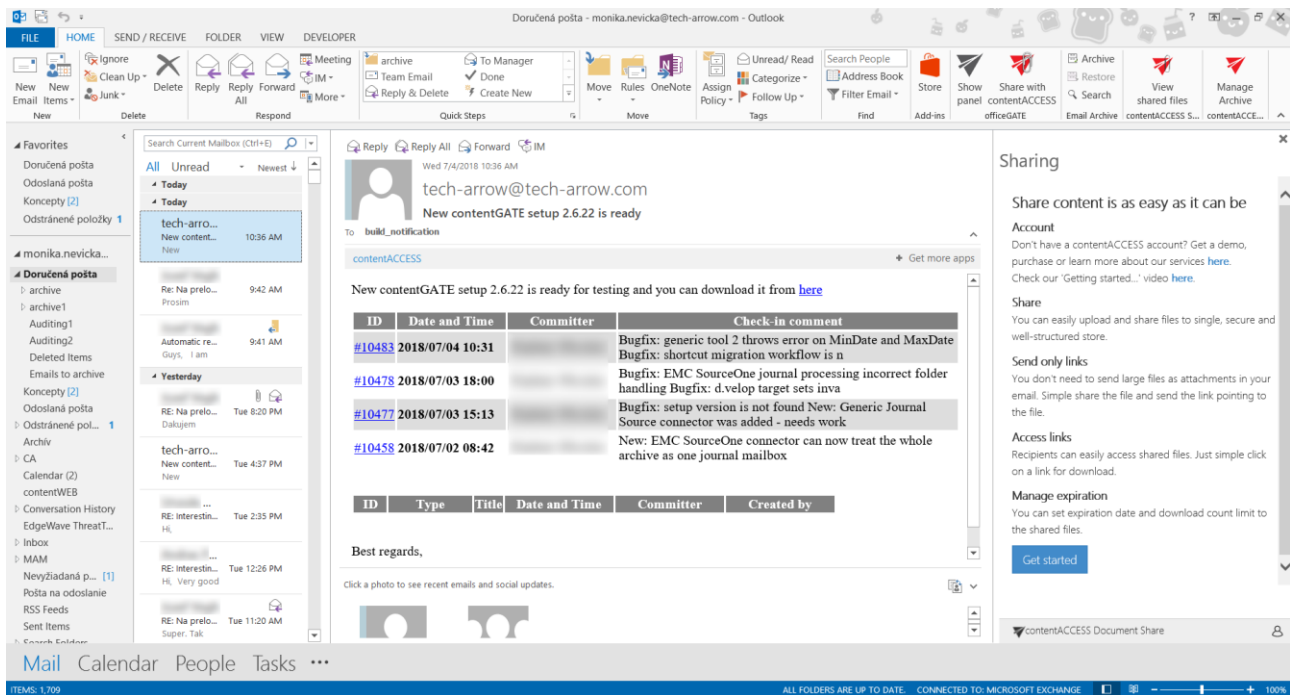 Doručená pošta - monika.nevicka@tech-arrow.com - Outlook
FILE HOME SEND / RECEIVE FOLDER VIEW DEVELOPER
New Email
New Items
Ignore
Clean Up
Junk
Delete
Reply
Reply All
Forward
Meeting
IM
More
archive
Team Email
Reply & Delete
To Manager
Done
Create New
Move
Rules
OneNote
Assign Policy
Unread/ Read
Categorize
Follow Up
Search People
Address Book
Filter Email
Store
Show panel
Share with contentACCESS
Archive
Restore
Search
View shared files
Manage Archive
New Delete Respond Quick Steps Move Tags Find Add-ins officeGATE Email Archive contentACCESS S... contentACCE...
Favorites
Doručená pošta
Odoslaná pošta
Koncepty [2]
Odstránené položky 1
monika.nevicka...
Doručená pošta
archive
archive1
Auditing1
Auditing2
Deleted Items
Emails to archive
Koncepty [2]
Odoslaná pošta
Odstránené pol... 1
Archív
CA
Calendar (2)
contentWEB
Conversation History
EdgeWave ThreatT...
Inbox
MAM
Nevyžiadaná p... [1]
Pošta na odoslanie
RSS Feeds
Sent Items
Search Folders
Search Current Mailbox (Ctrl+E)
All Unread Newest
Today
Today
tech-arro...
New content... 10:36 AM
New
Re: Na prelo... 9:42 AM
Prosim
Automatic re... 9:41 AM
Guys, I am
Yesterday
RE: Na prelo... Tue 8:20 PM
Dakujem
tech-arro...
New content... Tue 4:37 PM
New
...
RE: Interestin... Tue 2:35 PM
Hi,
...
RE: Interestin... Tue 12:26 PM
Hi, Very good
RE: Na prelo... Tue 11:20 AM
Super. Tak
Reply Reply All Forward IM
Wed 7/4/2018 10:36 AM
tech-arrow@tech-arrow.com
New contentGATE setup 2.6.22 is ready
To build_notification
contentACCESS + Get more apps
New contentGATE setup 2.6.22 is ready for testing and you can download it from here
ID Date and Time Committer Check-in comment
#10483 2018/07/04 10:31 Bugfix: generic tool 2 throws error on MinDate and MaxDate
Bugfix: shortcut migration workflow is n
#10478 2018/07/03 18:00 Bugfix: EMC SourceOne journal processing incorrect folder
handling Bugfix: d.velop target sets inva
#10477 2018/07/03 15:13 Bugfix: setup version is not found New: Generic Journal
Source connector was added - needs work
#10458 2018/07/02 08:42 New: EMC SourceOne connector can now treat the whole
archive as one journal mailbox
ID Type Title Date and Time Committer Created by
Best regards,
Click a photo to see recent emails and social updates.
Sharing
Share content is as easy as it can be
Account
Don't have a contentACCESS account? Get a demo,
purchase or learn more about our services here.
Check our 'Getting started...' video here.
Share
You can easily upload and share files to single, secure and
well-structured store.
Send only links
You don't need to send large files as attachments in your
email. Simple share the file and send the link pointing to
the file.
Access links
Recipients can easily access shared files. Just simple click
on a link for download.
Manage expiration
You can set expiration date and download count limit to
the shared files.
Get started
contentACCESS Document Share
Mail Calendar People Tasks •••
ITEMS: 1,709
ALL FOLDERS ARE UP TO DATE. CONNECTED TO: MICROSOFT EXCHANGE 100%